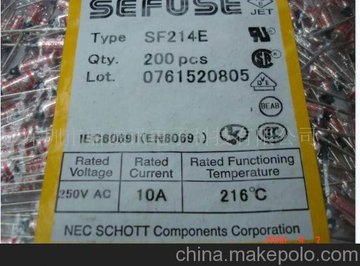 SEFUSE
JET
Type SF214E
Qty. 200 pcs
Lot. 0761520805
BEAB
IEC60691(EN60691)
Rated Voltage
Rated Current
Rated Functioning Temperature
250V AC
10A
216°C
NEC SCHOTT Components Corporation
china.makepolo.com